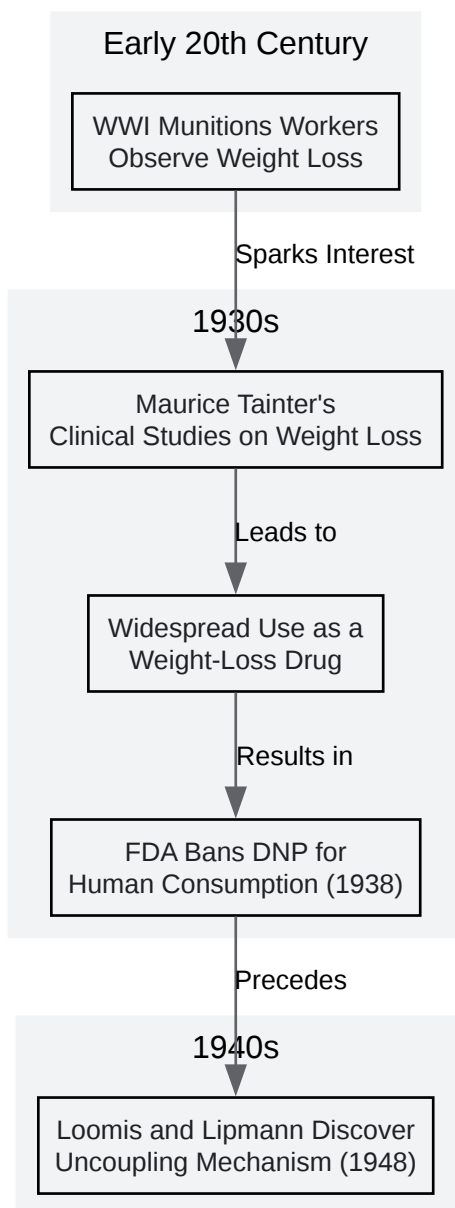 Early 20th Century
WWI Munitions Workers
Observe Weight Loss
Sparks Interest
1930s
Maurice Tainter's
Clinical Studies on Weight Loss
Leads to
Widespread Use as a
Weight-Loss Drug
Results in
FDA Bans DNP for
Human Consumption (1938)
Precedes
1940s
Loomis and Lipmann Discover
Uncoupling Mechanism (1948)